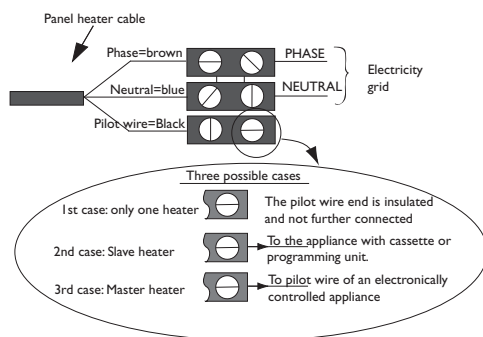 Panel heater cable
Phase=brown
PHASE
Neutral=blue
NEUTRAL
Electricity
grid
Pilot wire=Black
Three possible cases
1st case: only one heater
The pilot wire end is insulated
and not further connected
2nd case: Slave heater
To the appliance with cassette or
programming unit.
3rd case: Master heater
To pilot wire of an electronically
controlled appliance